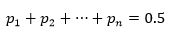 p₁ + p₂ + ⋯ + pₙ = 0.5